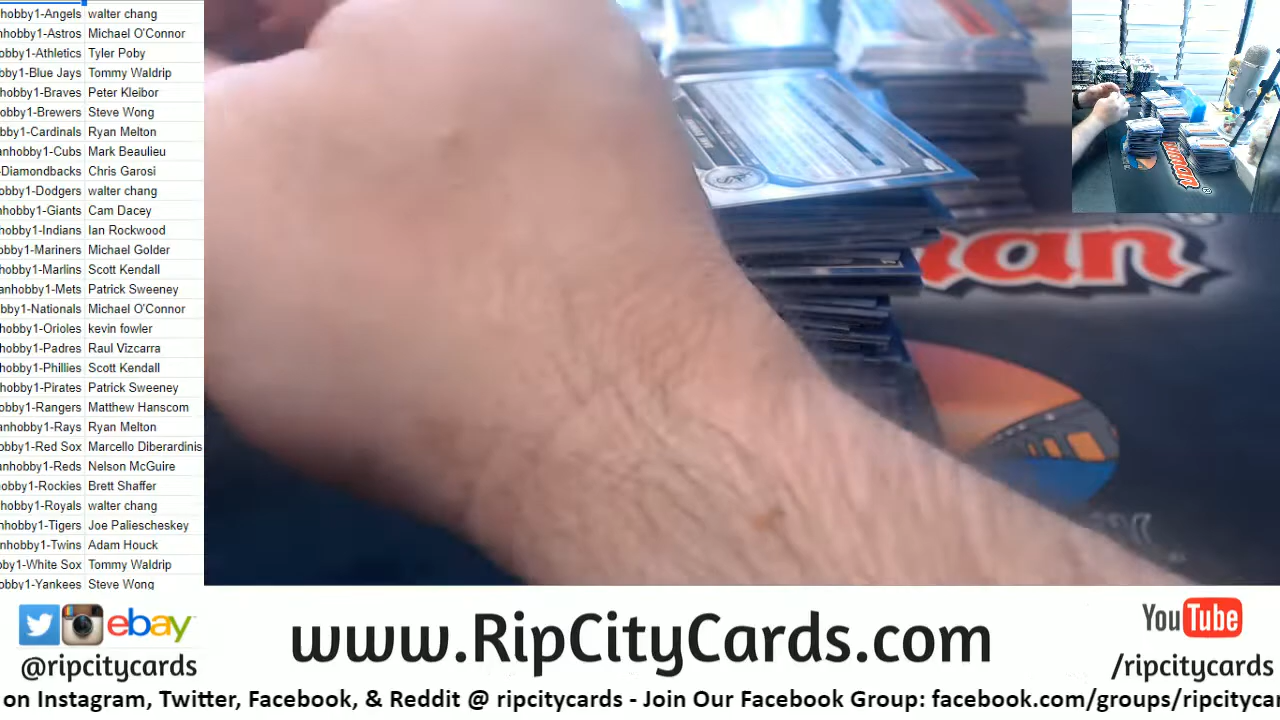 hobby1-Angels walter chang
nhobby1-Astros Michael O'Connor
obby1-Athletics Tyler Poby
bby1-Blue Jays Tommy Waldrip
obby1-Braves Peter Kleibor
obby1-Brewers Steve Wong
bby1-Cardinals Ryan Melton
anhobby1-Cubs Mark Beaulieu
-Diamondbacks Chris Garosi
obby1-Dodgers walter chang
nhobby1-Giants Cam Dacey
hobby1-Indians Ian Rockwood
obby1-Mariners Michael Golder
hobby1-Marlins Scott Kendall
anhobby1-Mets Patrick Sweeney
bby1-Nationals Michael O'Connor
hobby1-Orioles kevin fowler
hobby1-Padres Raul Vizcarra
hobby1-Phillies Scott Kendall
hobby1-Pirates Patrick Sweeney
obby1-Rangers Matthew Hanscom
anhobby1-Rays Ryan Melton
obby1-Red Sox Marcello Diberardinis
anhobby1-Reds Nelson McGuire
hobby1-Rockies Brett Shaffer
hobby1-Royals walter chang
nhobby1-Tigers Joe Paliescheskey
nhobby1-Twins Adam Houck
bby1-White Sox Tommy Waldrip
obby1-Yankees Steve Wong
man
man
ebay
@ripcitycards
www.RipCityCards.com
YouTube
/ripcitycards
on Instagram, Twitter, Facebook, & Reddit @ ripcitycards - Join Our Facebook Group: facebook.com/groups/ripcitycar